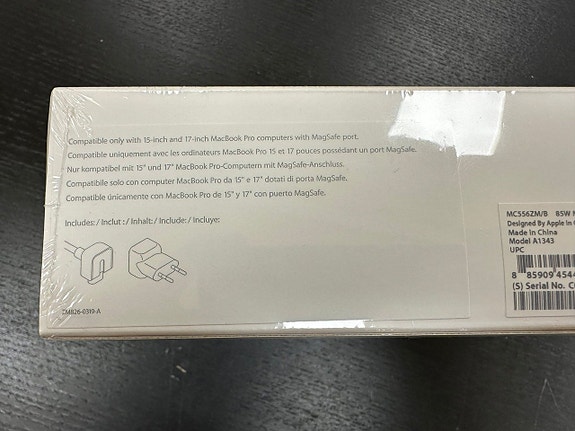 Compatible only with 15-inch and 17-inch MacBook Pro computers with MagSafe port.
Compatible uniquement avec les ordinateurs MacBook Pro 15 et 17 pouces possédant un port MagSafe.
Nur kompatibel mit 15" und 17" MacBook Pro-Computern mit MagSafe-Anschluss.
Compatibile solo con computer MacBook Pro da 15" e 17" dotati di porta MagSafe.
Compatible únicamente con MacBook Pro de 15" y 17" con puerto MagSafe.
Includes: / Inclut : / Inhalt: / Include: / Incluye:
ZM826-0319-A
MC556ZM/B 85W
Designed By Apple in
Made in China
Model A1343
UPC
8 85909 454
(S) Serial No.